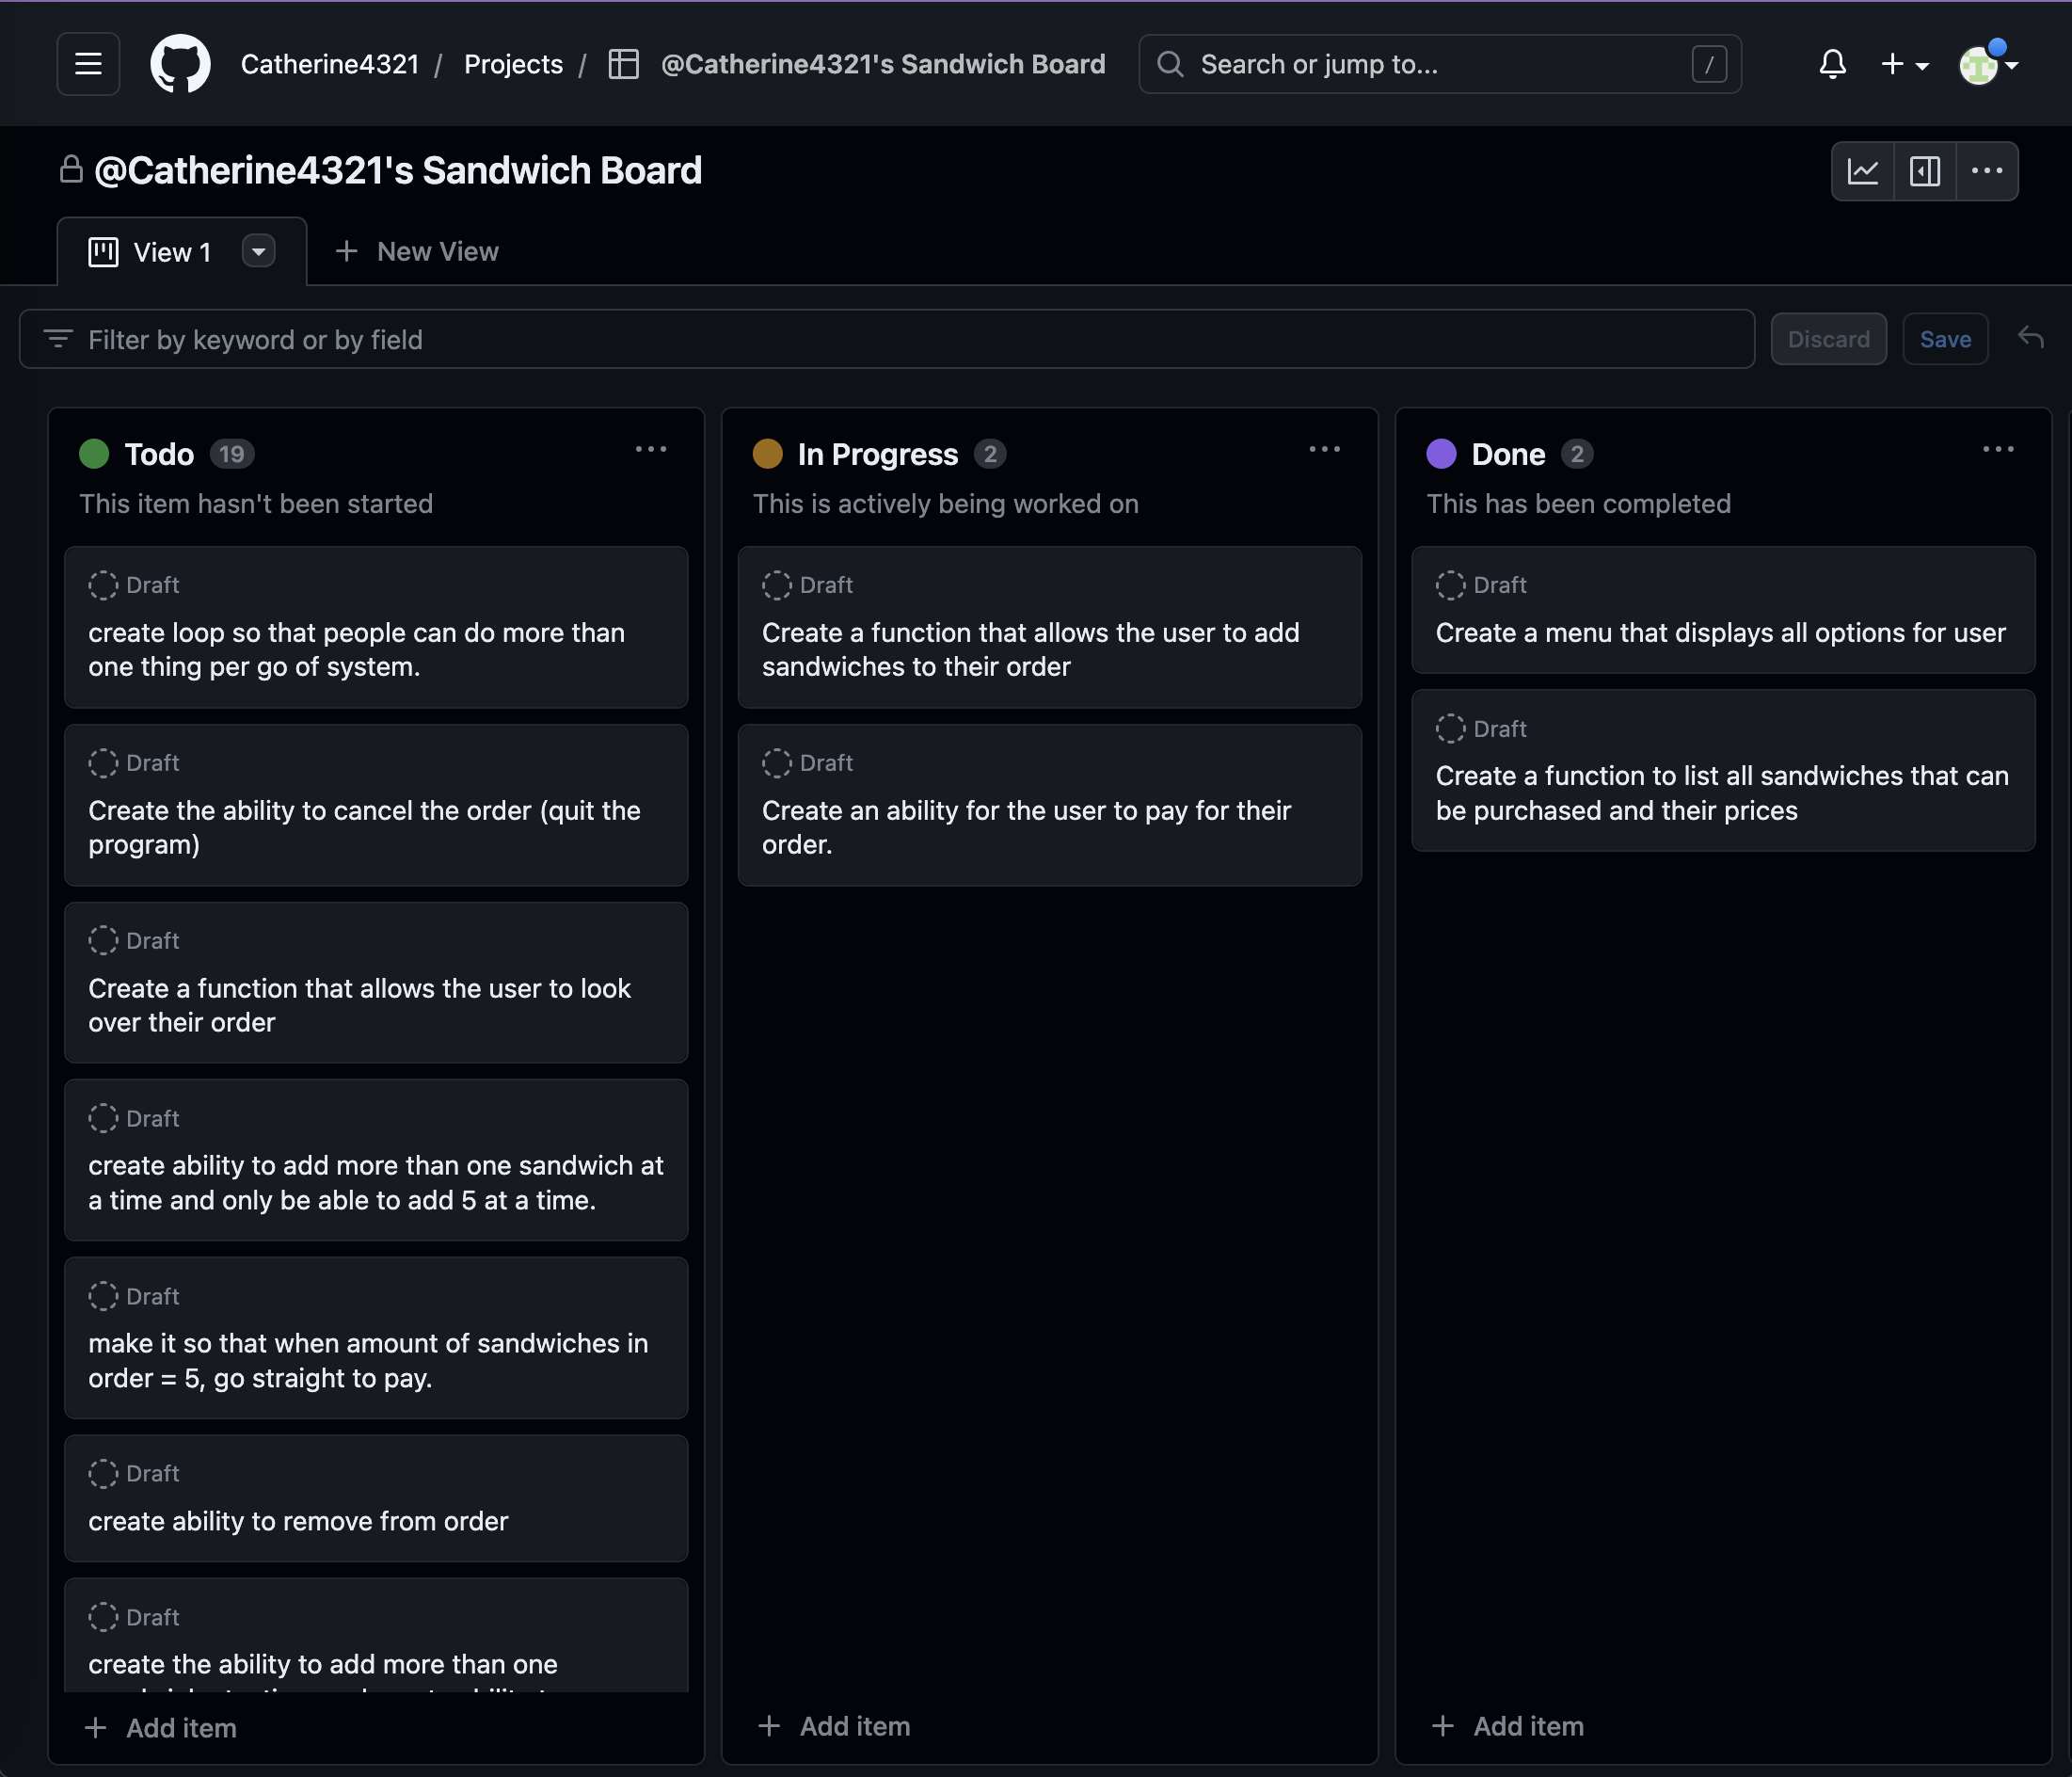 Catherine4321 / Projects / @Catherine4321's Sandwich Board
Search or jump to...
/
@Catherine4321's Sandwich Board
View 1
New View
Filter by keyword or by field
Discard
Save
Todo 19
This item hasn't been started
Draft
create loop so that people can do more than
one thing per go of system.
Draft
Create the ability to cancel the order (quit the
program)
Draft
Create a function that allows the user to look
over their order
Draft
create ability to add more than one sandwich at
a time and only be able to add 5 at a time.
Draft
make it so that when amount of sandwiches in
order = 5, go straight to pay.
Draft
create ability to remove from order
Draft
create the ability to add more than one
Add item
In Progress 2
This is actively being worked on
Draft
Create a function that allows the user to add
sandwiches to their order
Draft
Create an ability for the user to pay for their
order.
Add item
Done 2
This has been completed
Draft
Create a menu that displays all options for user
Draft
Create a function to list all sandwiches that can
be purchased and their prices
Add item